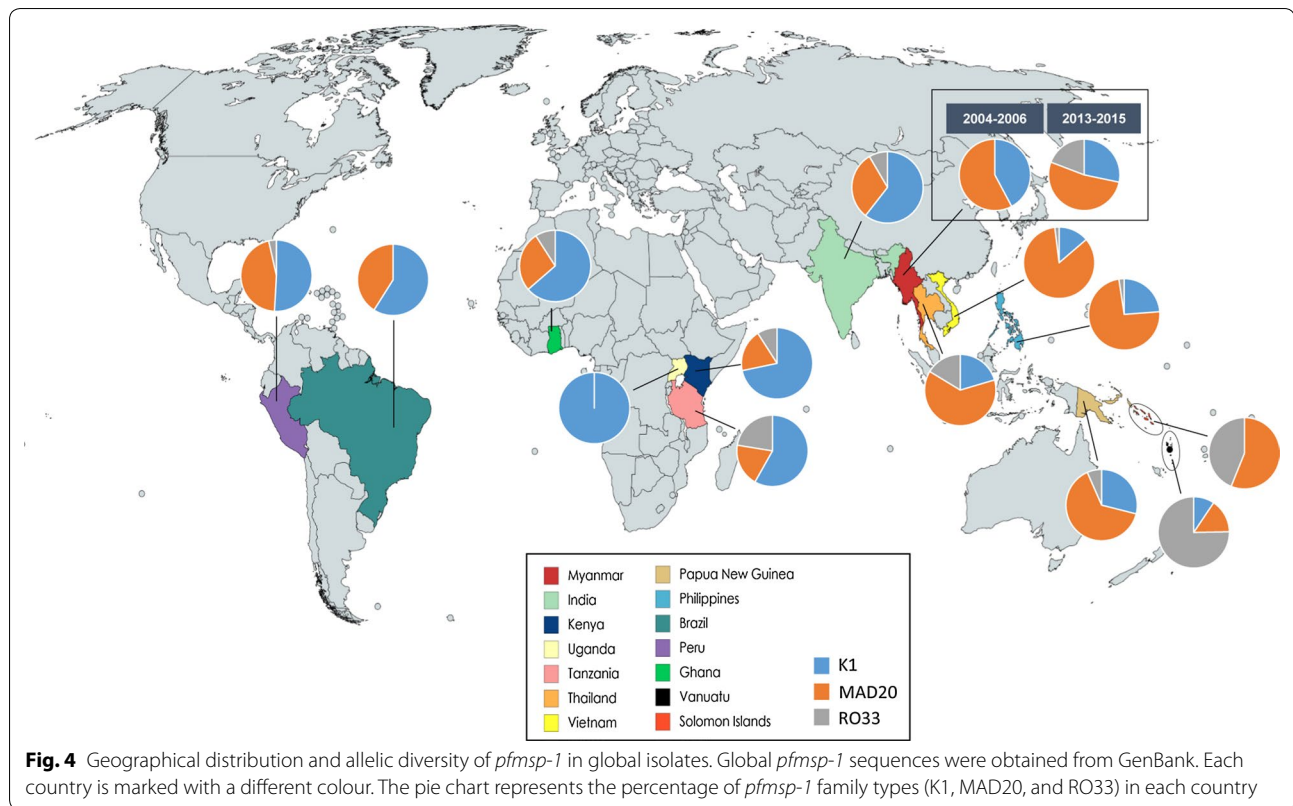 2004-2006 2013-2015
Myanmar Papua New Guinea
India Philippines
Kenya Brazil
Uganda Peru
Tanzania Ghana K1
Thailand Vanuatu MAD20
Vietnam Solomon Islands RO33
Fig. 4 Geographical distribution and allelic diversity of pfmsp-1 in global isolates. Global pfmsp-1 sequences were obtained from GenBank. Each
country is marked with a different colour. The pie chart represents the percentage of pfmsp-1 family types (K1, MAD20, and RO33) in each country